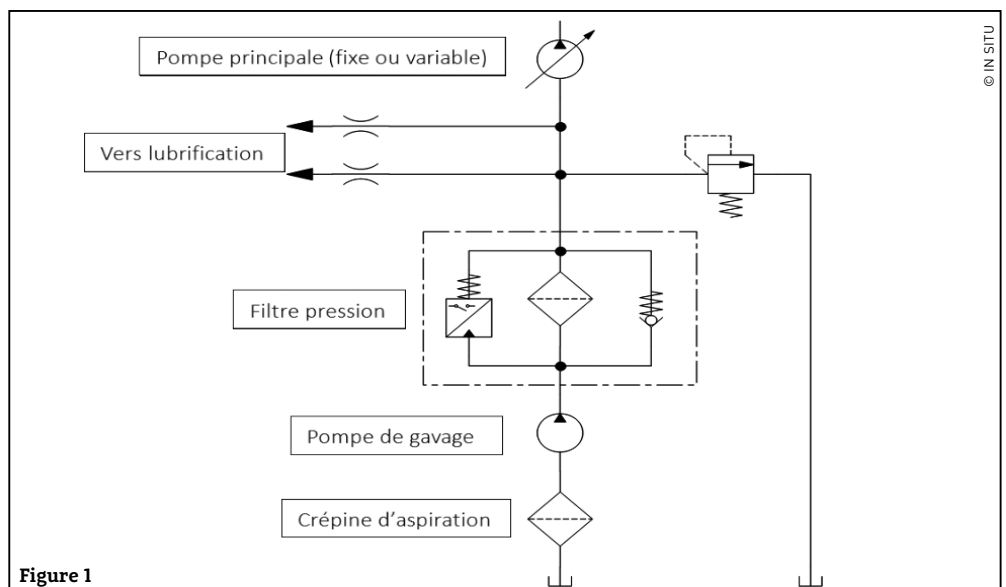 © IN SITU
Pompe principale (fixe ou variable)
Vers lubrification
Filtre pression
Pompe de gavage
Crépine d’aspiration
Figure 1